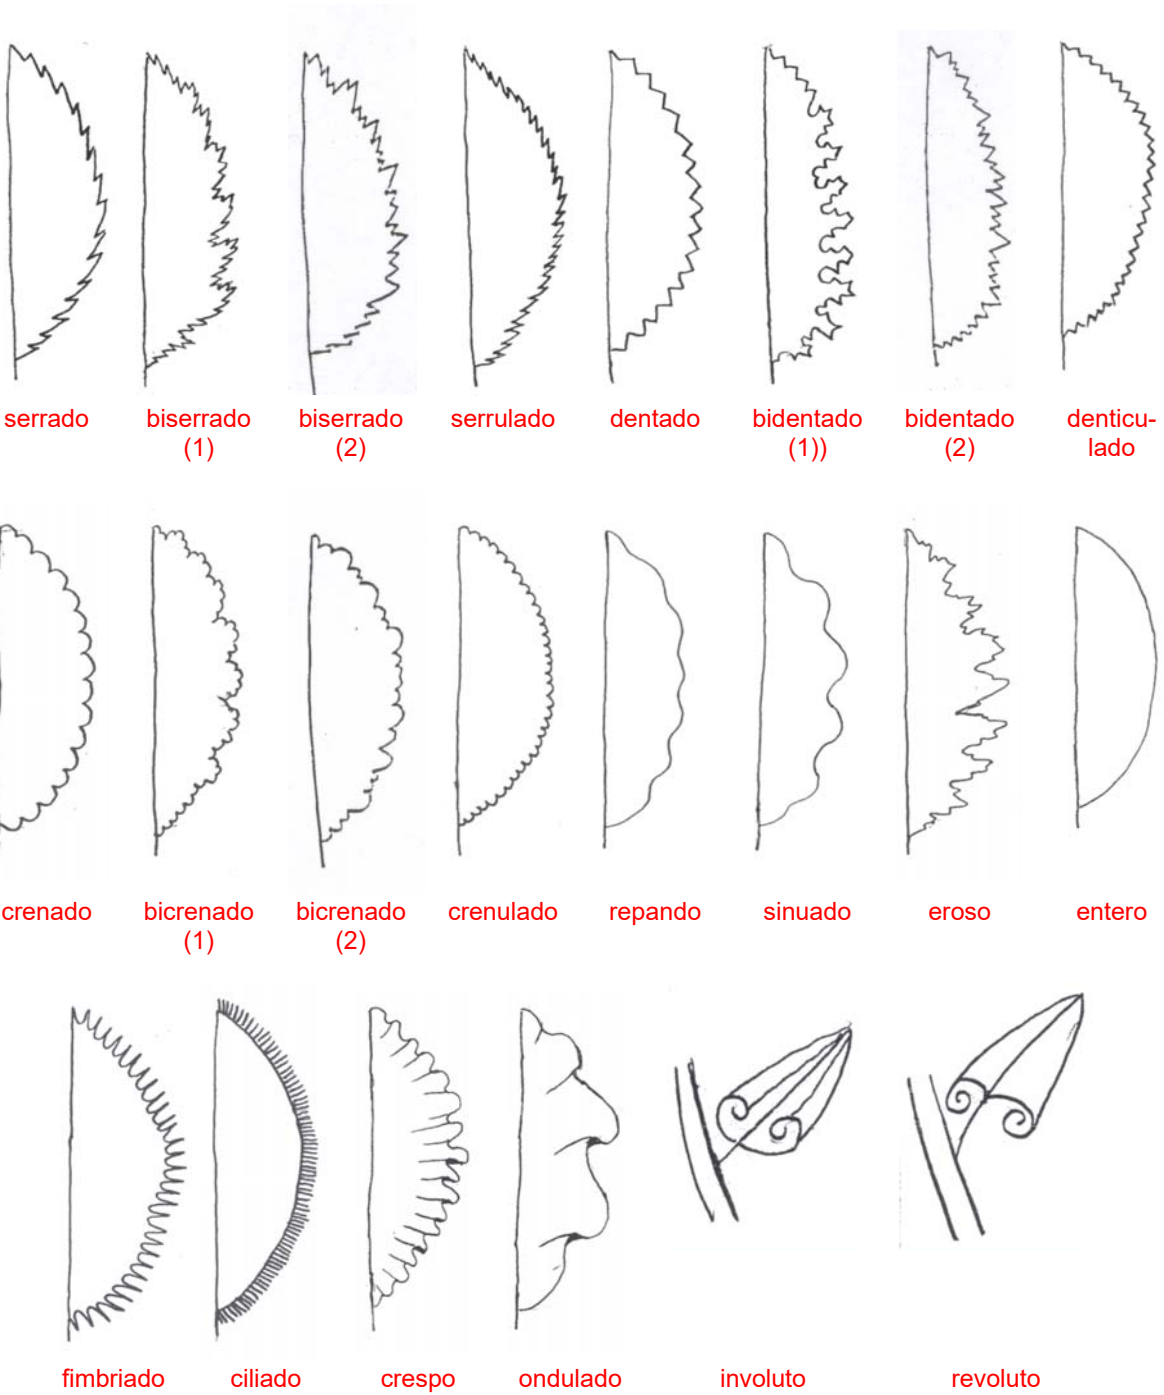 serrado
biserrado
(1)
biserrado
(2)
serrulado
dentado
bidentado
(1))
bidentado
(2)
denticu-
lado
crenado
bicrenado
(1)
bicrenado
(2)
crenulado
repando
sinuado
eroso
entero
fimbriado
ciliado
crespo
ondulado
involuto
revoluto